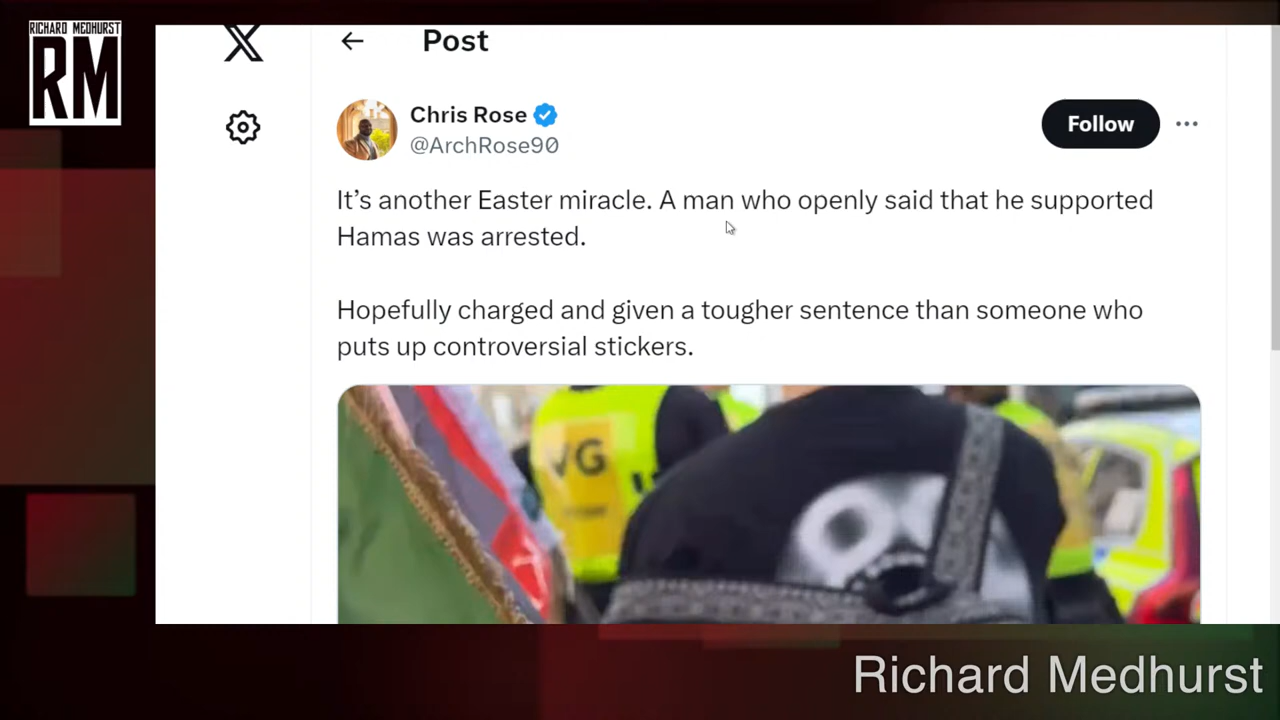 RICHARD MEDHURST
RM
Post
Chris Rose
@ArchRose90
Follow
It’s another Easter miracle. A man who openly said that he supported
Hamas was arrested.
Hopefully charged and given a tougher sentence than someone who
puts up controversial stickers.
VG
Richard Medhurst